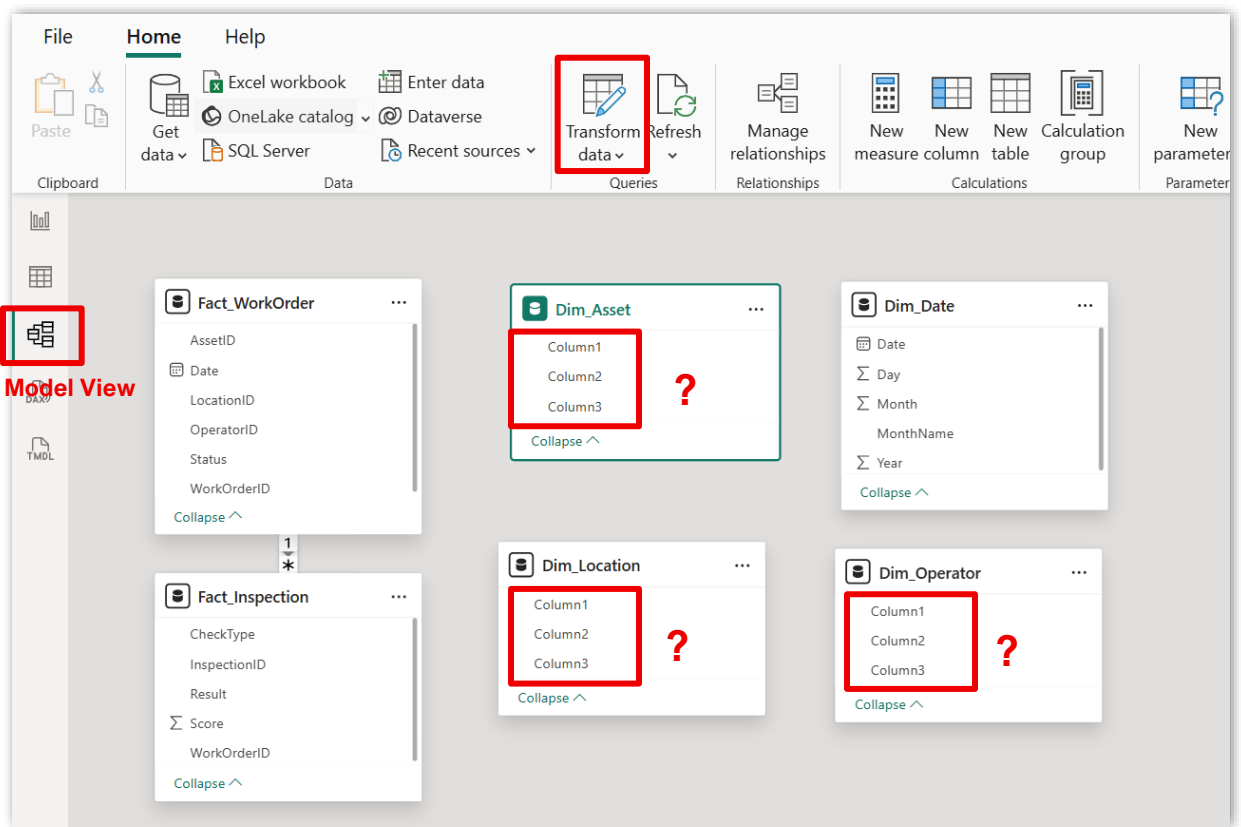 File Home Help
Paste
Clipboard
Get
data
Excel workbook
OneLake catalog
SQL Server
Enter data
Dataverse
Recent sources
Data
Transform
data
Refresh
Queries
Manage
relationships
Relationships
New
measure
New
column
New
table
Calculation
group
Calculations
New
parameter
Parameter
Model View
DAX
TMDL
Fact_WorkOrder ...
AssetID
Date
LocationID
OperatorID
Status
WorkOrderID
Collapse
1
*
Fact_Inspection ...
CheckType
InspectionID
Result
Σ Score
WorkOrderID
Collapse
Dim_Asset ...
Column1
Column2
Column3
?
Collapse
Dim_Location ...
Column1
Column2
Column3
?
Collapse
Dim_Date ...
Date
Σ Day
Σ Month
MonthName
Σ Year
Collapse
Dim_Operator ...
Column1
Column2
Column3
?
Collapse